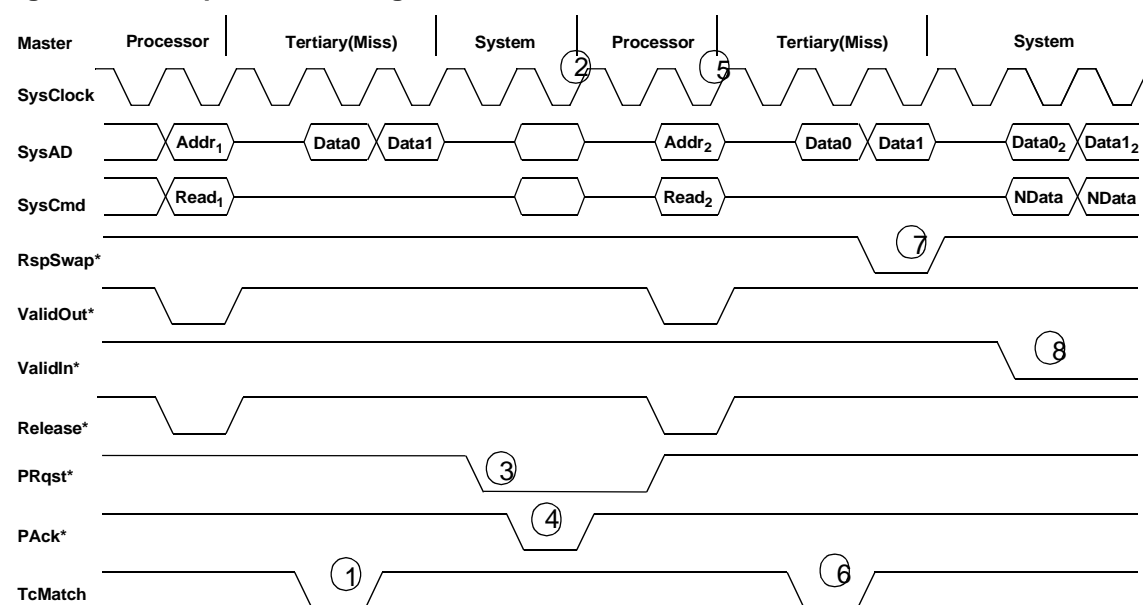 Master Processor Tertiary(Miss) System Processor Tertiary(Miss) System
2 5
SysClock
SysAD Addr1 Data0 Data1 Addr2 Data0 Data1 Data02 Data12
SysCmd Read1 Read2 NData NData
RspSwap* 7
ValidOut*
ValidIn* 8
Release*
PRqst* 3
PAck* 4
TcMatch 1 6